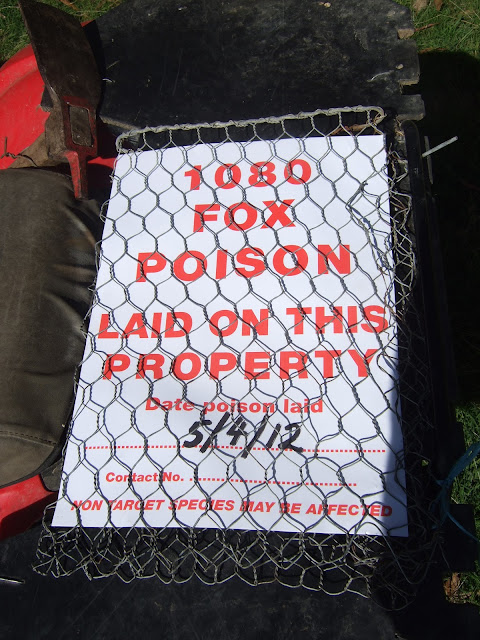 1080
FOX
POISON
LAID ON THIS
PROPERTY
Date poison laid
5/4/12
Contact No.
NON TARGET SPECIES MAY BE AFFECTED